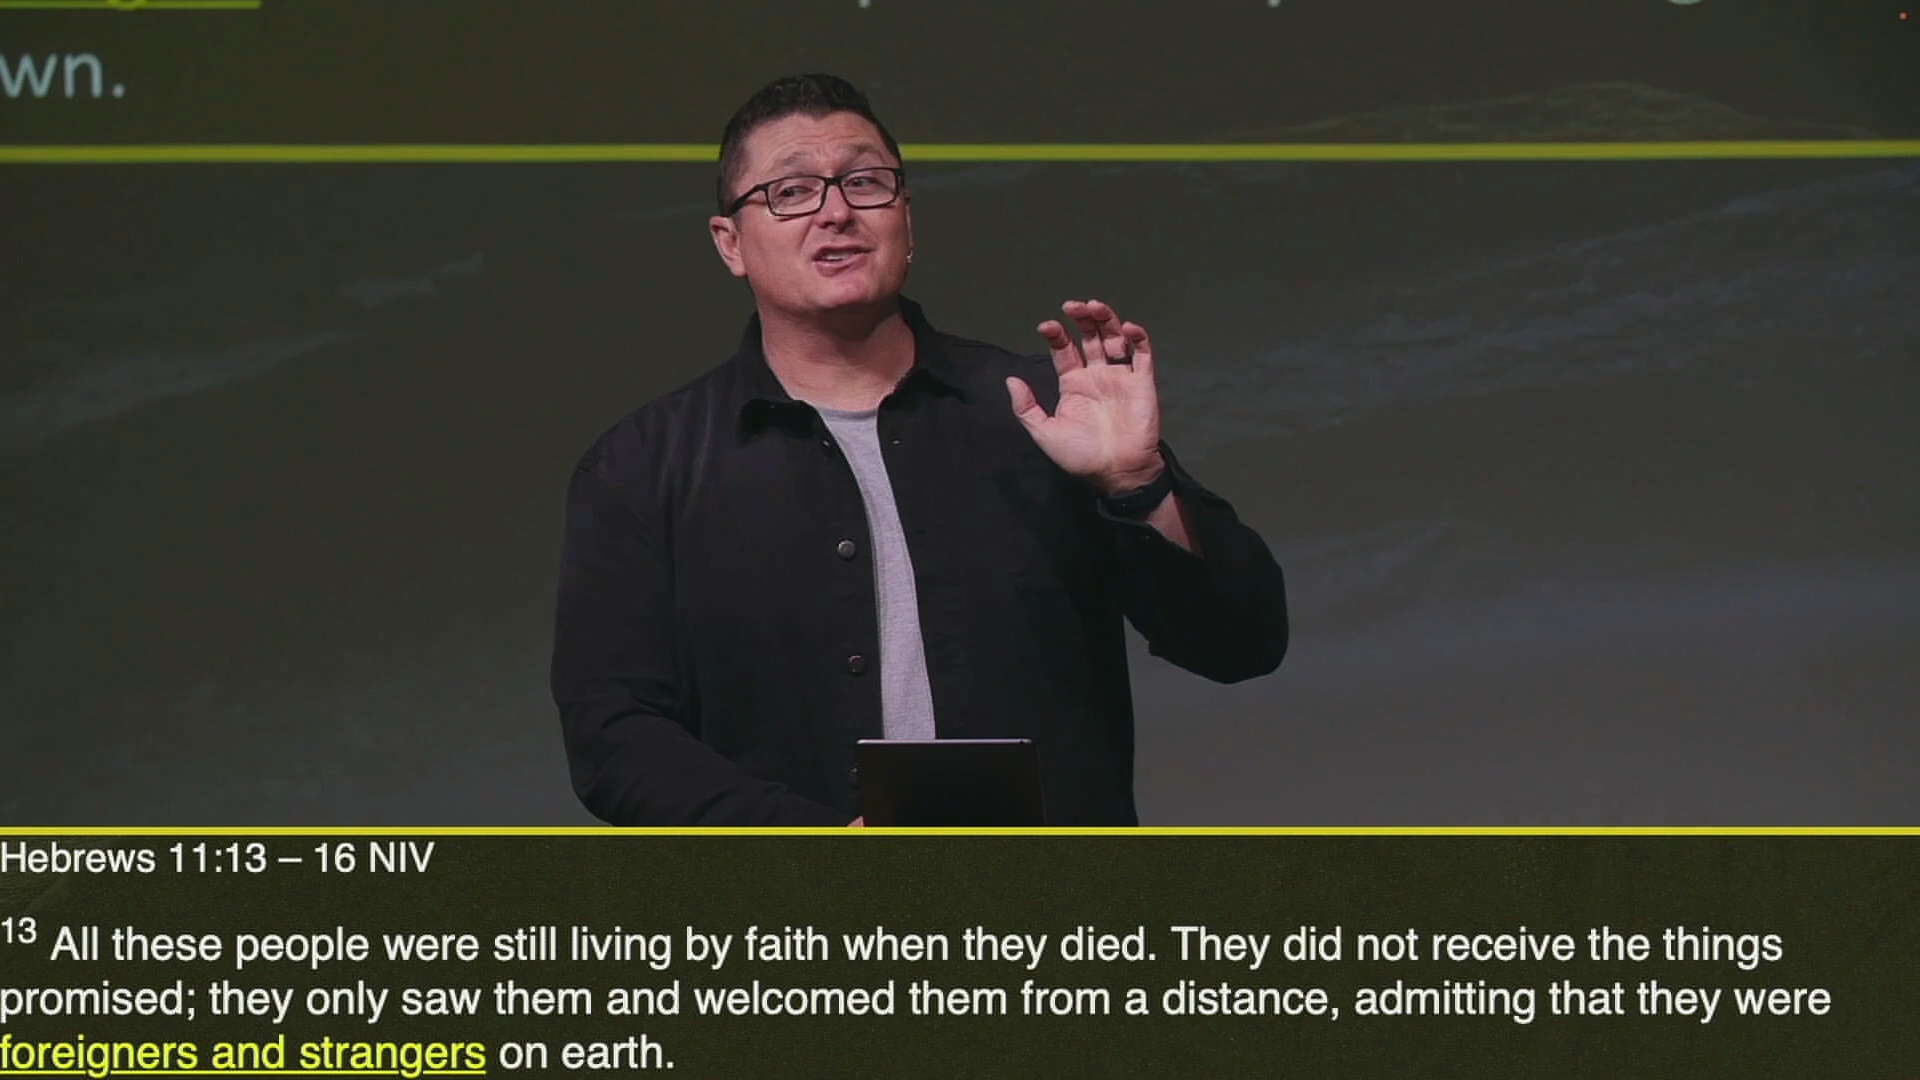 wn.
Hebrews 11:13 – 16 NIV
13 All these people were still living by faith when they died. They did not receive the things
promised; they only saw them and welcomed them from a distance, admitting that they were
foreigners and strangers on earth.